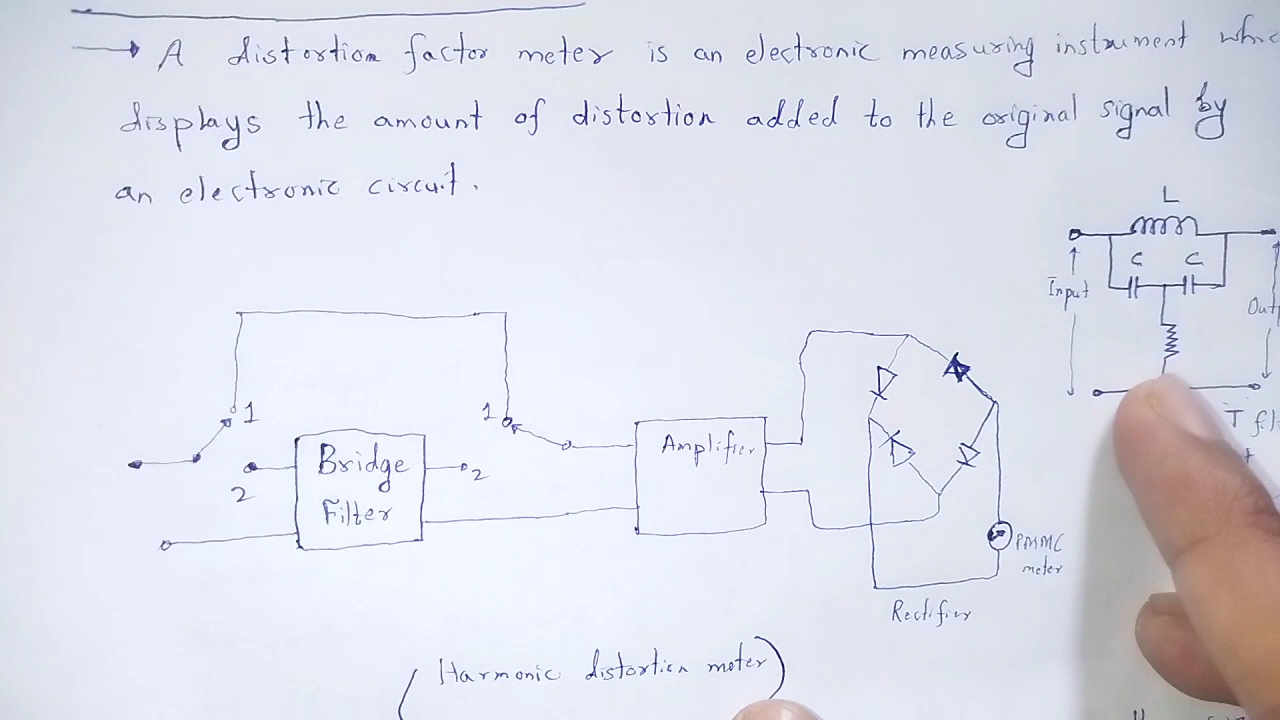 A distortion factor meter is an electronic measuring instrument
displays the amount of distortion added to the original signal by
an electronic circuit.
L
C C
Input
T
1
1
2
2
Bridge
Filter
Amplifier
PMMC
meter
Rectifier
(Harmonic distortion meter)